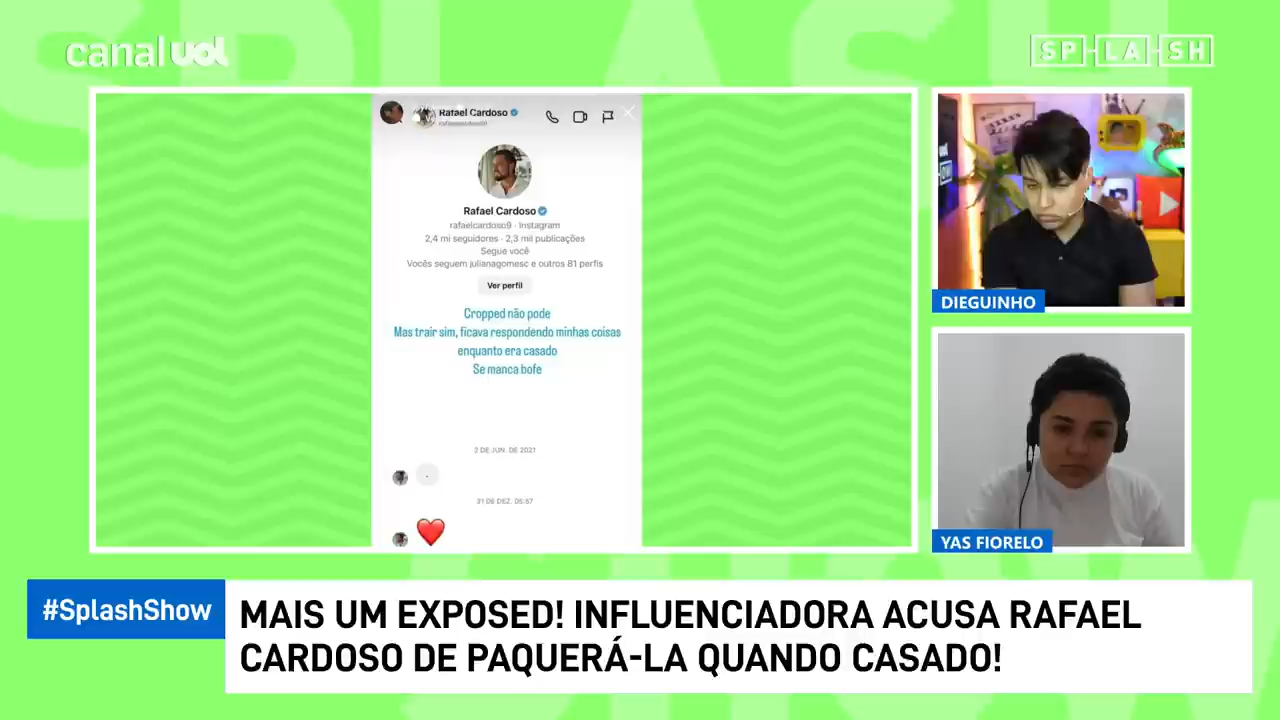 canal uol
SPLASH
Rafael Cardoso
Rafael Cardoso
rafaelcardoso9 · Instagram
2,4 mi seguidores · 2,3 mil publicações
Segue você
Vocês seguem julianagomesc e outros 81 perfis
Ver perfil
Cropped não pode
Mas trair sim, ficava respondendo minhas coisas
enquanto era casado
Se manca bofe
2 DE JUN. DE 2021
.
31 DE DEZ. 05:57
DIEGUINHO
YAS FIORELO
#SplashShow
MAIS UM EXPOSED! INFLUENCIADORA ACUSA RAFAEL
CARDOSO DE PAQUERÁ-LA QUANDO CASADO!